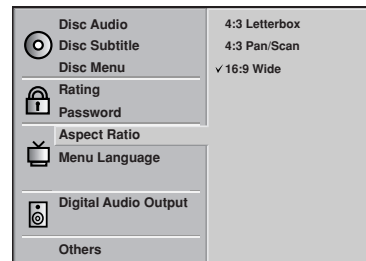 Disc Audio
Disc Subtitle
Disc Menu
Rating
Password
Aspect Ratio
Menu Language
Digital Audio Output
Others
4:3 Letterbox
4:3 Pan/Scan
✓16:9 Wide